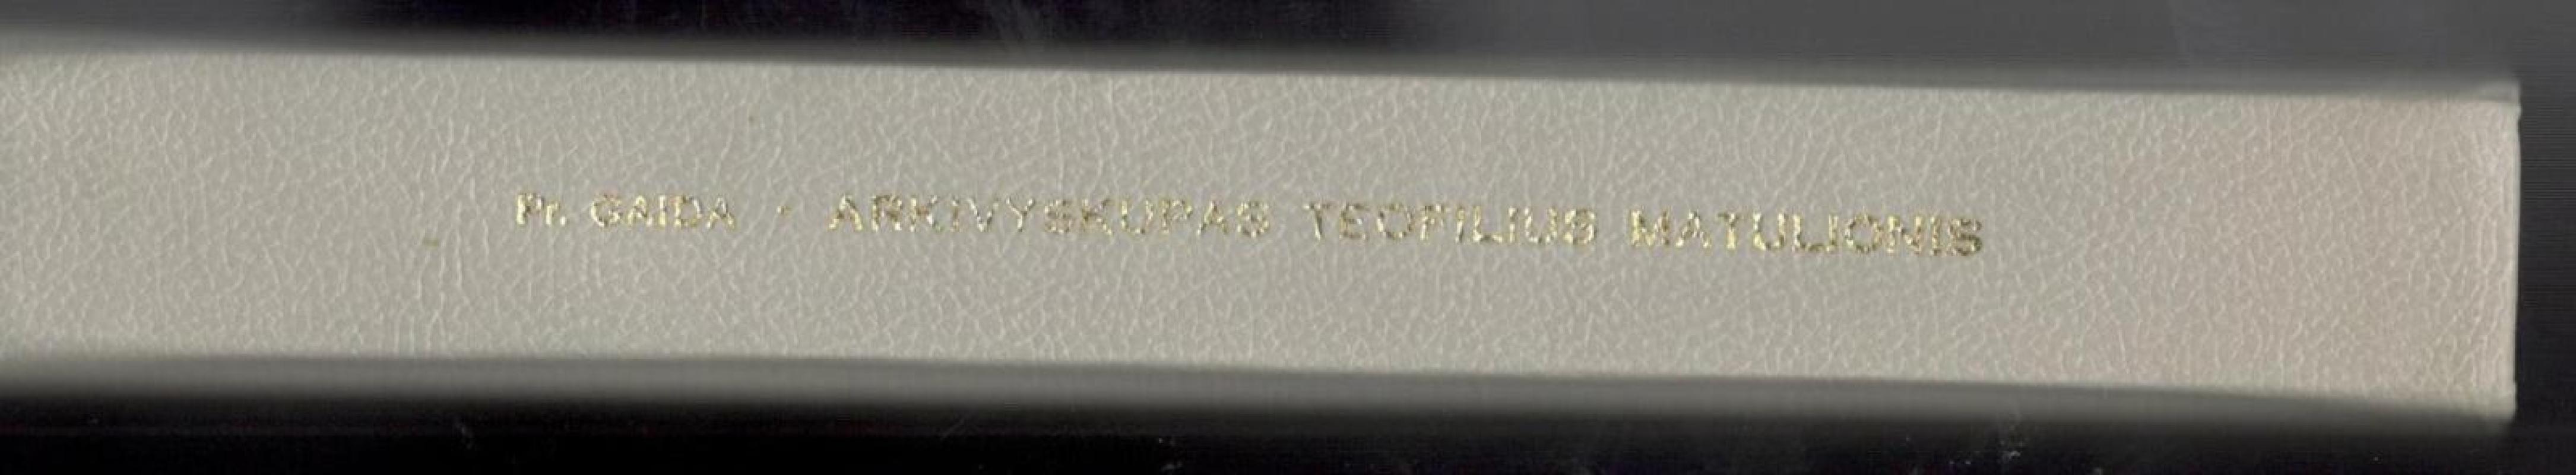 Pr. GAIDA - ARKIVYSKUPAS TEOFILIUS MATULIONIS